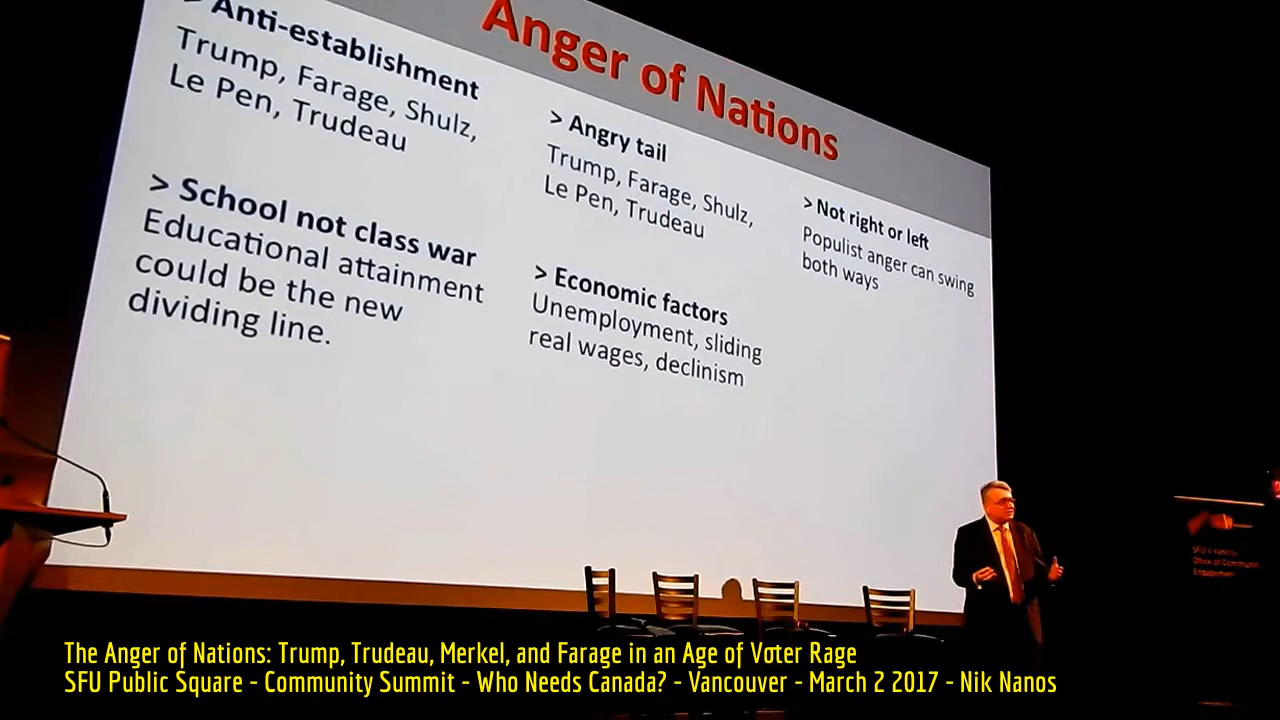 Anger of Nations
> Anti-establishment
Trump, Farage, Shulz,
Le Pen, Trudeau
> School not class war
Educational attainment
could be the new
dividing line.
> Angry tail
Trump, Farage, Shulz,
Le Pen, Trudeau
> Economic factors
Unemployment, sliding
real wages, declinism
> Not right or left
Populist anger can swing
both ways
Office of Community
Engagement
The Anger of Nations: Trump, Trudeau, Merkel, and Farage in an Age of Voter Rage
SFU Public Square - Community Summit - Who Needs Canada? - Vancouver - March 2 2017 - Nik Nanos